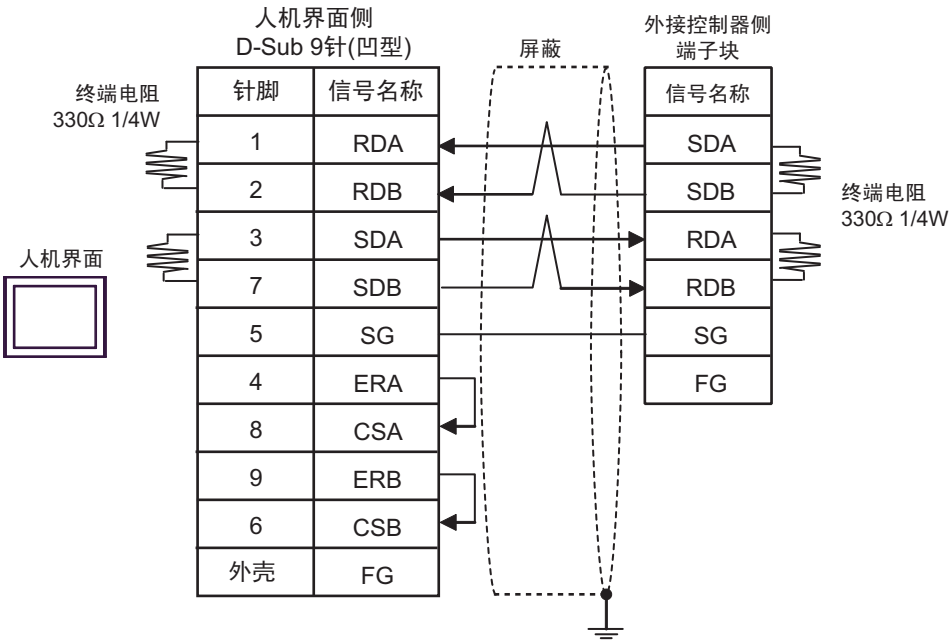 人机界面侧
D-Sub 9针(凹型)
屏蔽
外接控制器侧
端子块
终端电阻
330Ω 1/4W
针脚 信号名称
1 RDA
2 RDB
3 SDA
7 SDB
5 SG
4 ERA
8 CSA
9 ERB
6 CSB
外壳 FG
人机界面
信号名称
SDA
SDB
RDA
RDB
SG
FG
终端电阻
330Ω 1/4W